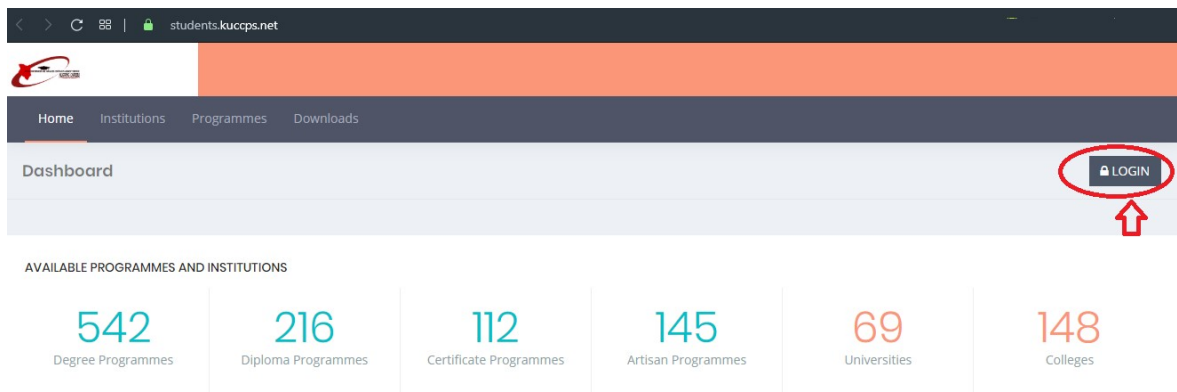 students.kuccps.net
Home Institutions Programmes Downloads
Dashboard
LOGIN
AVAILABLE PROGRAMMES AND INSTITUTIONS
542 216 112 145 69 148
Degree Programmes Diploma Programmes Certificate Programmes Artisan Programmes Universities Colleges